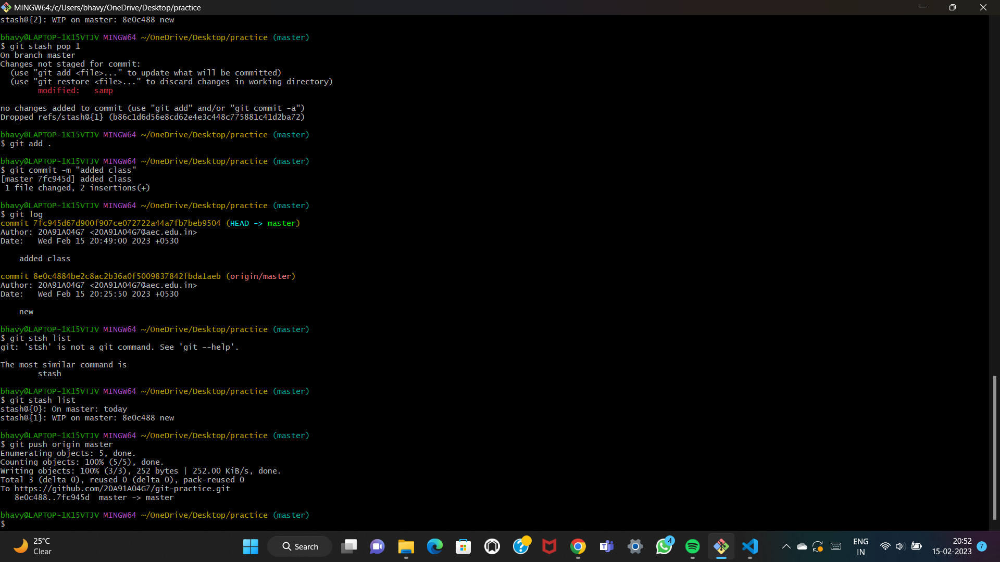 MINGW64:/c/Users/bhavy/OneDrive/Desktop/practice
stash@{2}: WIP on master: 8e0c488 new
bhavy@LAPTOP-1K15VTJV MINGW64 ~/OneDrive/Desktop/practice (master)
$ git stash pop 1
On branch master
Changes not staged for commit:
  (use "git add <file>..." to update what will be committed)
  (use "git restore <file>..." to discard changes in working directory)
        modified:   samp
no changes added to commit (use "git add" and/or "git commit -a")
Dropped refs/stash@{1} (b86c1d6d56e8cd62e4e3c448c775881c41d2ba72)
bhavy@LAPTOP-1K15VTJV MINGW64 ~/OneDrive/Desktop/practice (master)
$ git add .
bhavy@LAPTOP-1K15VTJV MINGW64 ~/OneDrive/Desktop/practice (master)
$ git commit -m "added class"
[master 7fc945d] added class
 1 file changed, 2 insertions(+)
bhavy@LAPTOP-1K15VTJV MINGW64 ~/OneDrive/Desktop/practice (master)
$ git log
commit 7fc945d67d900f907ce072722a44a7fb7beb9504 (HEAD -> master)
Author: 20A91A04G7 <20A91A04G7@aec.edu.in>
Date:   Wed Feb 15 20:49:00 2023 +0530
    added class
commit 8e0c4884be2c8ac2b36a0f5009837842fbda1aeb (origin/master)
Author: 20A91A04G7 <20A91A04G7@aec.edu.in>
Date:   Wed Feb 15 20:25:50 2023 +0530
    new
bhavy@LAPTOP-1K15VTJV MINGW64 ~/OneDrive/Desktop/practice (master)
$ git stsh list
git: 'stsh' is not a git command. See 'git --help'.
The most similar command is
        stash
bhavy@LAPTOP-1K15VTJV MINGW64 ~/OneDrive/Desktop/practice (master)
$ git stash list
stash@{0}: On master: today
stash@{1}: WIP on master: 8e0c488 new
bhavy@LAPTOP-1K15VTJV MINGW64 ~/OneDrive/Desktop/practice (master)
$ git push origin master
Enumerating objects: 5, done.
Counting objects: 100% (5/5), done.
Writing objects: 100% (3/3), 252 bytes | 252.00 KiB/s, done.
Total 3 (delta 0), reused 0 (delta 0), pack-reused 0
To https://github.com/20A91A04G7/git-practice.git
   8e0c488..7fc945d  master -> master
bhavy@LAPTOP-1K15VTJV MINGW64 ~/OneDrive/Desktop/practice (master)
$
25°C
Clear
Search
4
ENG
IN
20:52
15-02-2023
7